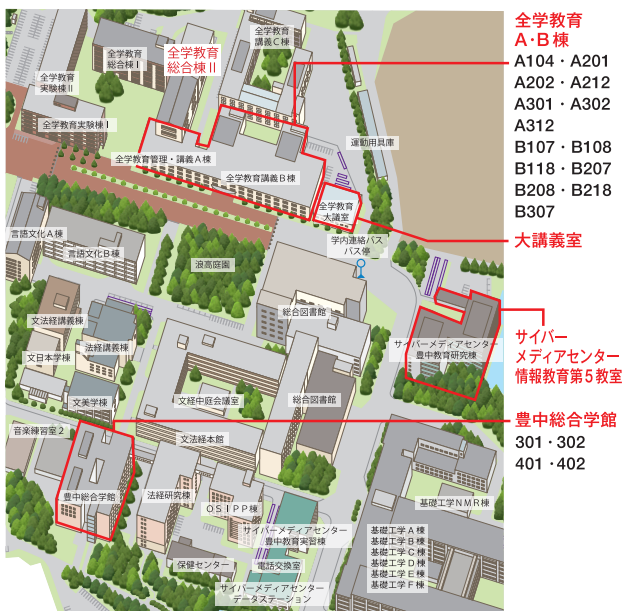 全学教育
講義C棟
全学教育
総合棟Ⅰ
全学教育
総合棟Ⅱ
全学教育
実験棟Ⅱ
全学教育実験棟Ⅰ
全学教育管理・講義A棟
全学教育講義B棟
運動用具庫
全学教育
大議室
学内連絡バス
バス停
言語文化A棟
言語文化B棟
浪高庭園
総合図書館
文法経講義棟
法経講義棟
文日本学棟
文美学棟
サイバーメディアセンター
豊中教育研究棟
文経中庭会議室
総合図書館
音楽練習室2
文法経本館
豊中総合学館
法経研究棟
OSIPP棟
サイバーメディアセンター
豊中教育実習棟
保健センター
電話交換室
サイバーメディアセンター
データステーション
基礎工学NMR棟
基礎工学A棟
基礎工学B棟
基礎工学C棟
基礎工学D棟
基礎工学E棟
基礎工学F棟
全学教育
A・B棟
A104・A201
A202・A212
A301・A302
A312
B107・B108
B118・B207
B208・B218
B307
大講義室
サイバー
メディアセンター
情報教育第5教室
豊中総合学館
301・302
401・402